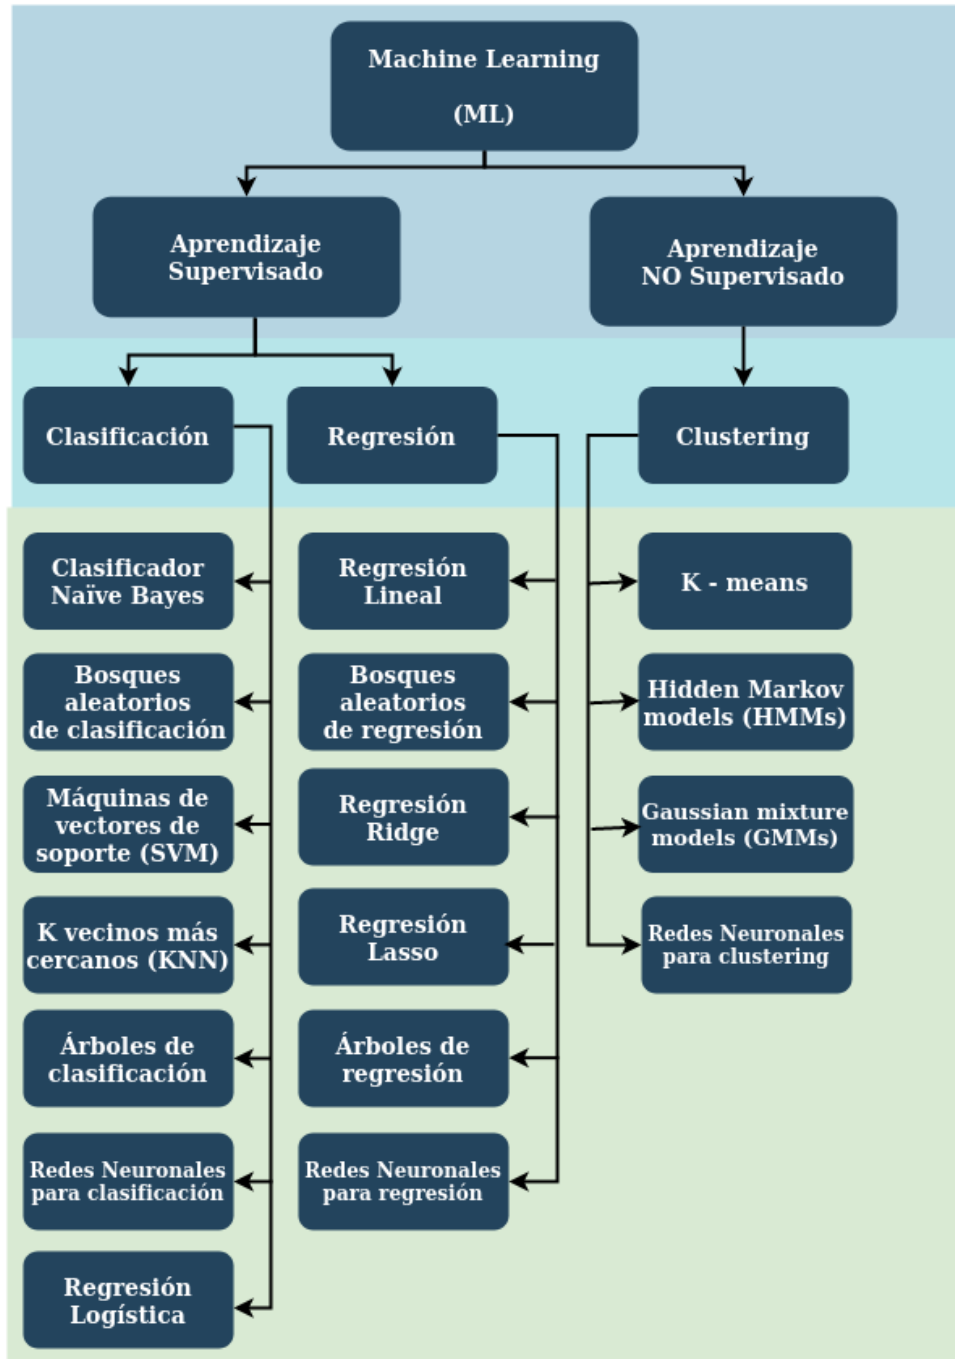 Machine Learning
(ML)
Aprendizaje
Supervisado
Aprendizaje
NO Supervisado
Clasificación
Regresión
Clustering
Clasificador
Naïve Bayes
Bosques
aleatorios
de clasificación
Máquinas de
vectores de
soporte (SVM)
K vecinos más
cercanos (KNN)
Árboles de
clasificación
Redes Neuronales
para clasificación
Regresión
Logística
Regresión
Lineal
Bosques
aleatorios
de regresión
Regresión
Ridge
Regresión
Lasso
Árboles de
regresión
Redes Neuronales
para regresión
K - means
Hidden Markov
models (HMMs)
Gaussian mixture
models (GMMs)
Redes Neuronales
para clustering